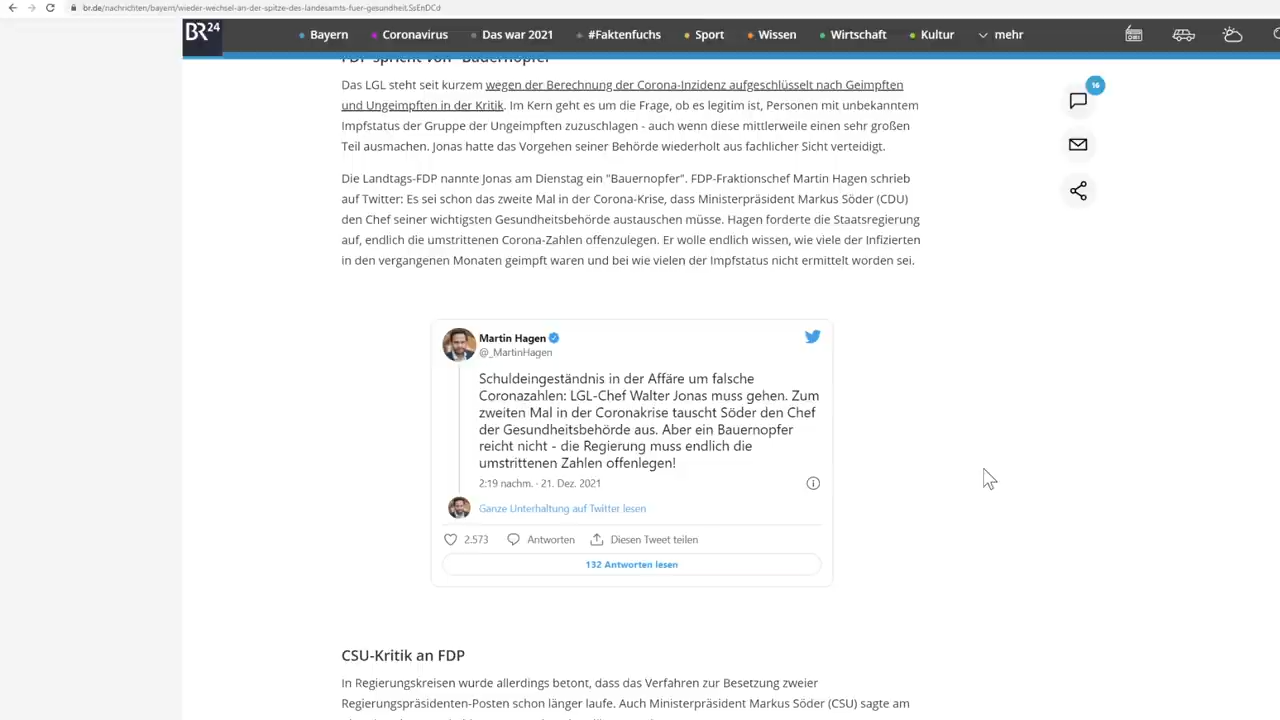 br.de/nachrichten/bayern/wieder-wechsel-an-der-spitze-des-landesamts-fuer-gesundheit,SsEnDCd
BR24
Bayern
Coronavirus
Das war 2021
#Faktenfuchs
Sport
Wissen
Wirtschaft
Kultur
mehr
FDP spricht von "Bauernopfer"
Das LGL steht seit kurzem wegen der Berechnung der Corona-Inzidenz aufgeschlüsselt nach Geimpften
und Ungeimpften in der Kritik. Im Kern geht es um die Frage, ob es legitim ist, Personen mit unbekanntem
Impfstatus der Gruppe der Ungeimpften zuzuschlagen - auch wenn diese mittlerweile einen sehr großen
Teil ausmachen. Jonas hatte das Vorgehen seiner Behörde wiederholt aus fachlicher Sicht verteidigt.
Die Landtags-FDP nannte Jonas am Dienstag ein "Bauernopfer". FDP-Fraktionschef Martin Hagen schrieb
auf Twitter: Es sei schon das zweite Mal in der Corona-Krise, dass Ministerpräsident Markus Söder (CDU)
den Chef seiner wichtigsten Gesundheitsbehörde austauschen müsse. Hagen forderte die Staatsregierung
auf, endlich die umstrittenen Corona-Zahlen offenzulegen. Er wolle endlich wissen, wie viele der Infizierten
in den vergangenen Monaten geimpft waren und bei wie vielen der Impfstatus nicht ermittelt worden sei.
16
Martin Hagen
@_MartinHagen
Schuldeingeständnis in der Affäre um falsche
Coronazahlen: LGL-Chef Walter Jonas muss gehen. Zum
zweiten Mal in der Coronakrise tauscht Söder den Chef
der Gesundheitsbehörde aus. Aber ein Bauernopfer
reicht nicht - die Regierung muss endlich die
umstrittenen Zahlen offenlegen!
2:19 nachm. · 21. Dez. 2021
Ganze Unterhaltung auf Twitter lesen
2.573 Antworten Diesen Tweet teilen
132 Antworten lesen
CSU-Kritik an FDP
In Regierungskreisen wurde allerdings betont, dass das Verfahren zur Besetzung zweier
Regierungspräsidenten-Posten schon länger laufe. Auch Ministerpräsident Markus Söder (CSU) sagte am